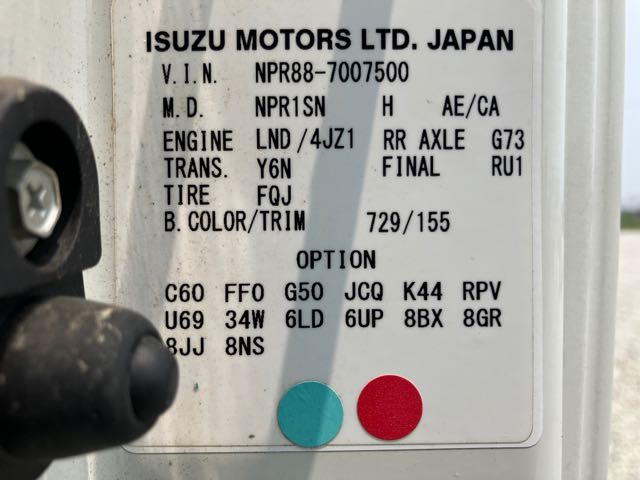 ISUZU MOTORS LTD. JAPAN
V.I.N. NPR88-7007500
M.D. NPR1SN H AE/CA
ENGINE LND/4JZ1 RR AXLE G73
TRANS. Y6N FINAL RU1
TIRE FQJ
B.COLOR/TRIM 729/155
OPTION
C60 FF0 G50 JCQ K44 RPV
U69 34W 6LD 6UP 8BX 8GR
8JJ 8NS